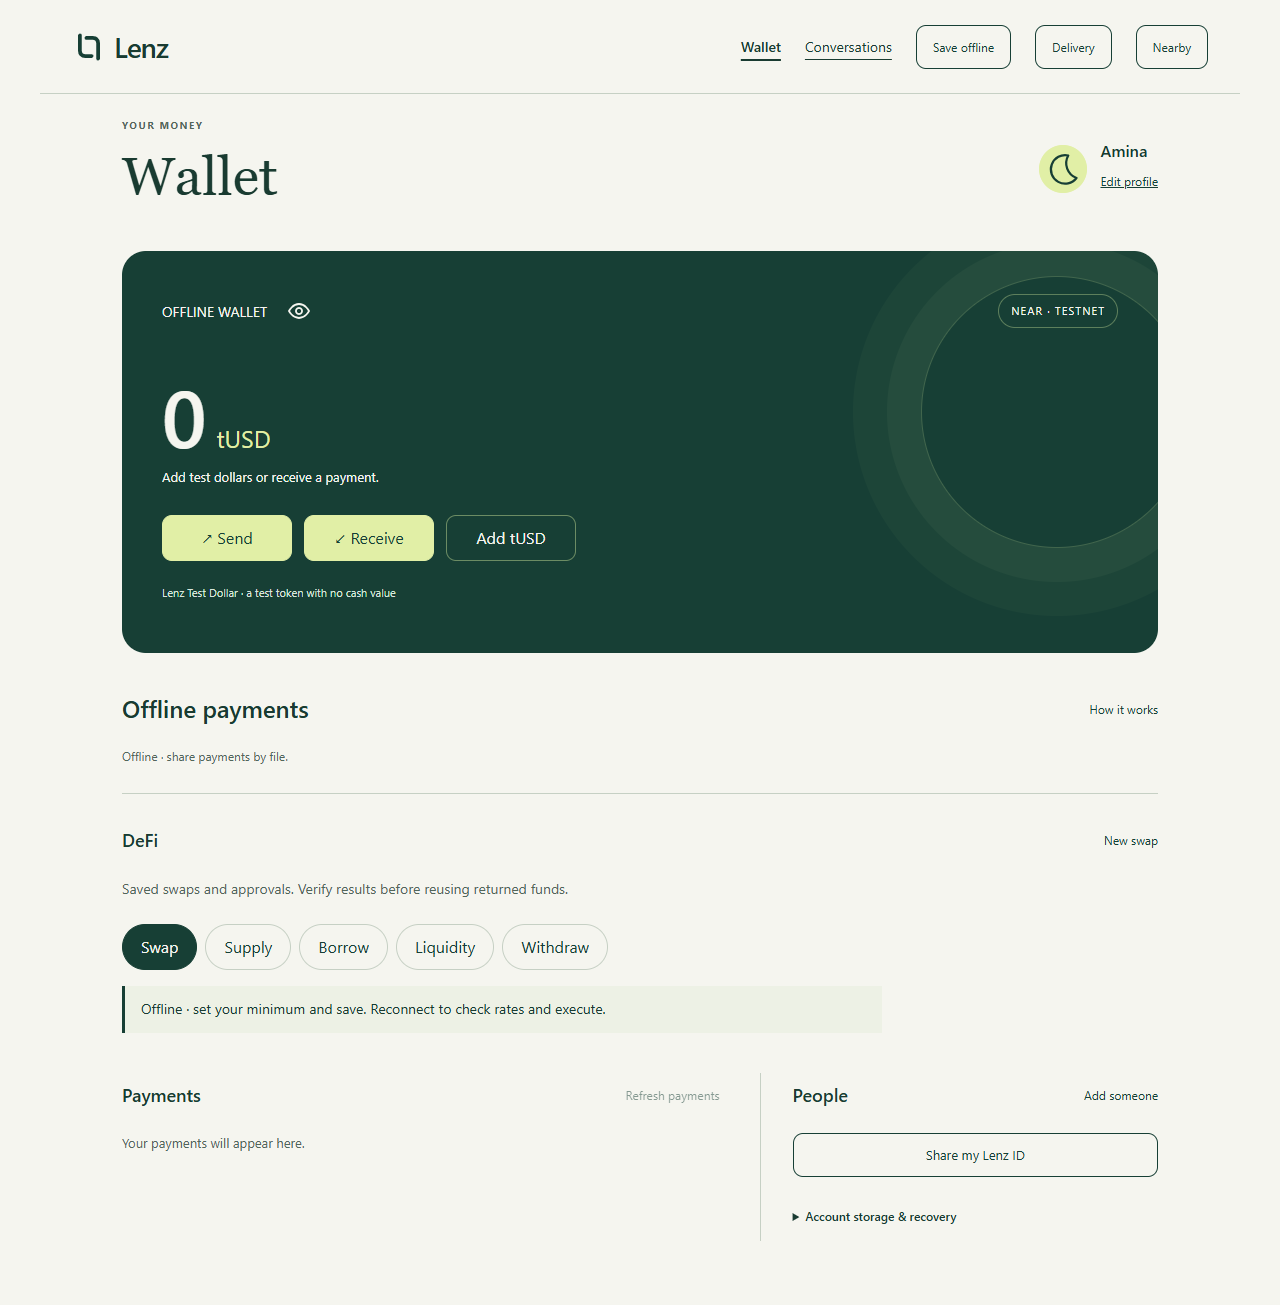 Lenz
Wallet
Conversations
Save offline
Delivery
Nearby
YOUR MONEY
Wallet
Amina
Edit profile
OFFLINE WALLET
NEAR · TESTNET
0 tUSD
Add test dollars or receive a payment.
↗ Send
↙ Receive
Add tUSD
Lenz Test Dollar · a test token with no cash value
Offline payments
How it works
Offline · share payments by file.
DeFi
New swap
Saved swaps and approvals. Verify results before reusing returned funds.
Swap
Supply
Borrow
Liquidity
Withdraw
Offline · set your minimum and save. Reconnect to check rates and execute.
Payments
Refresh payments
Your payments will appear here.
People
Add someone
Share my Lenz ID
Account storage & recovery